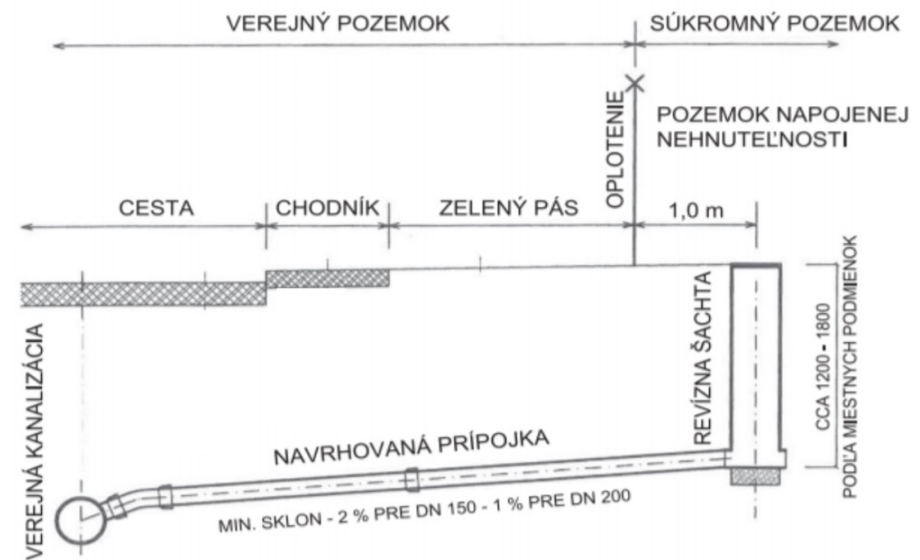 VEREJNÝ POZEMOK
SÚKROMNÝ POZEMOK
OPLOTENIE
POZEMOK NAPOJENEJ
NEHNUTEĽNOSTI
CESTA
CHODNÍK
ZELENÝ PÁS
1,0 m
VEREJNÁ KANALIZÁCIA
REVÍZNA ŠACHTA
CCA 1200 - 1800
PODĽA MIESTNYCH PODMIENOK
NAVRHOVANÁ PRÍPOJKA
MIN. SKLON - 2 % PRE DN 150 - 1 % PRE DN 200